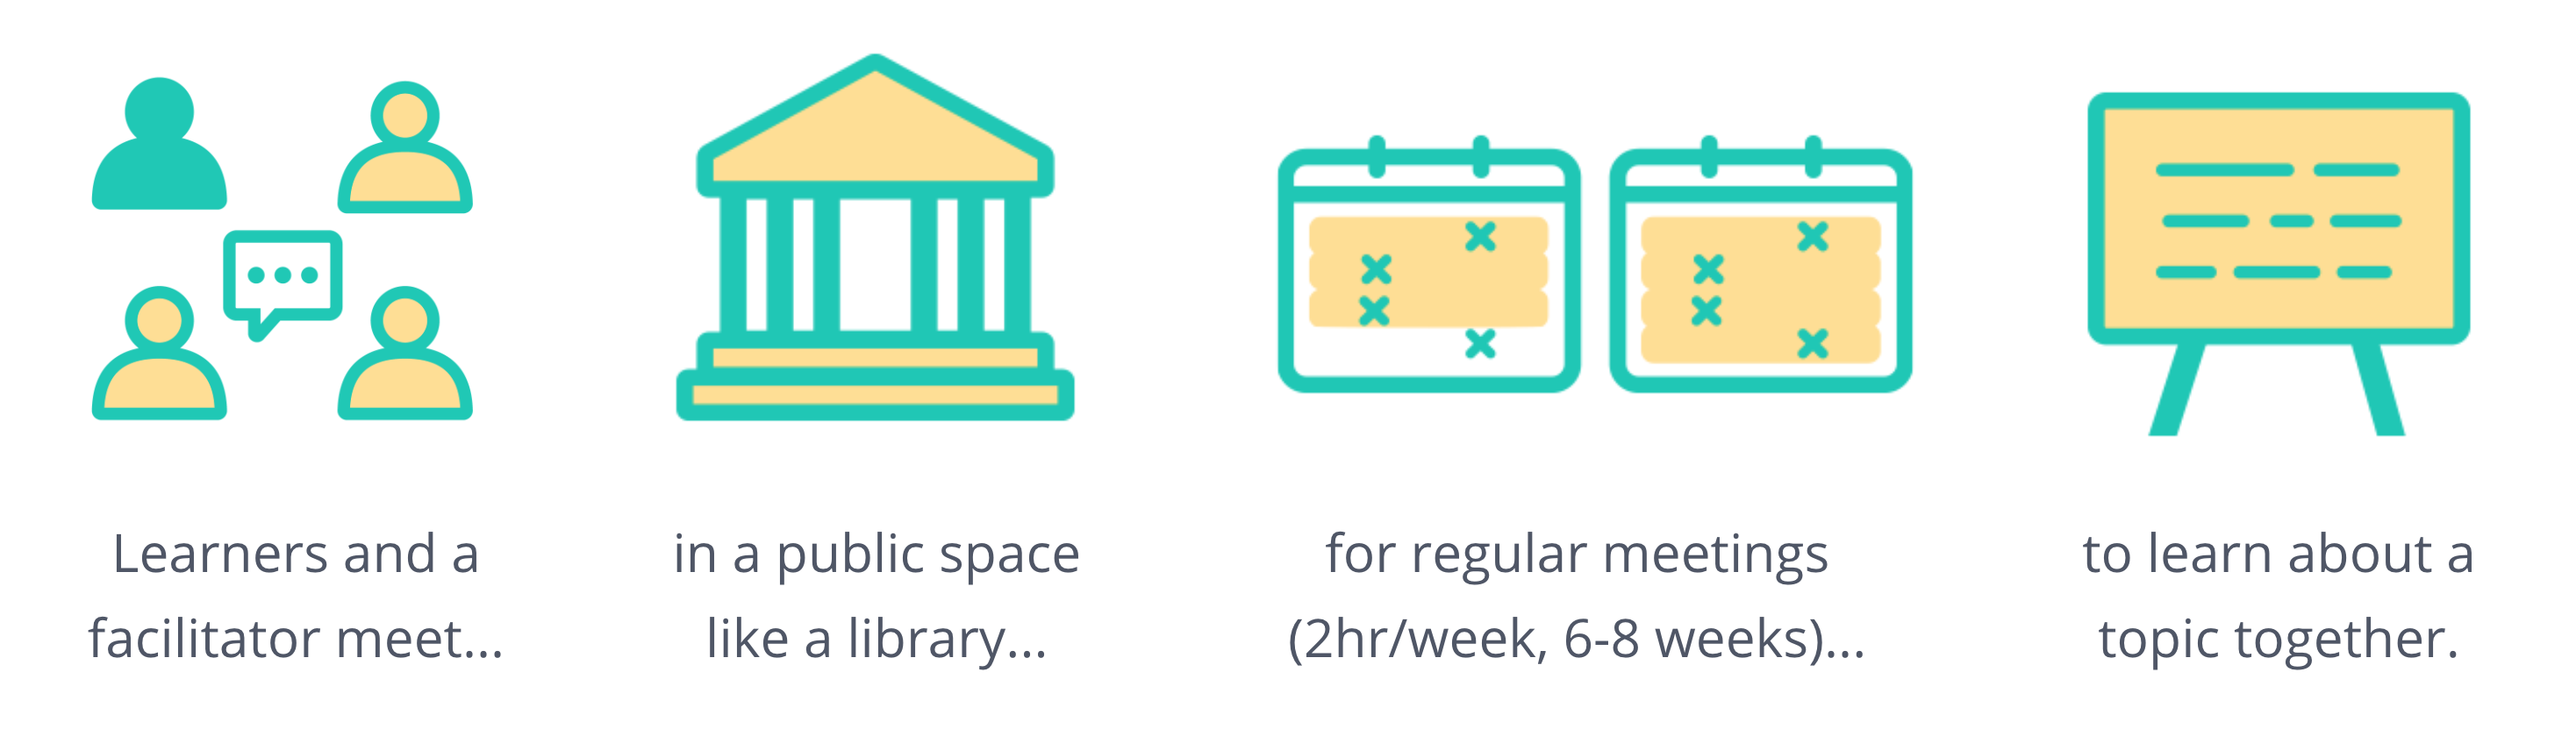 Learners and a
facilitator meet...
in a public space
like a library...
for regular meetings
(2hr/week, 6-8 weeks)...
to learn about a
topic together.